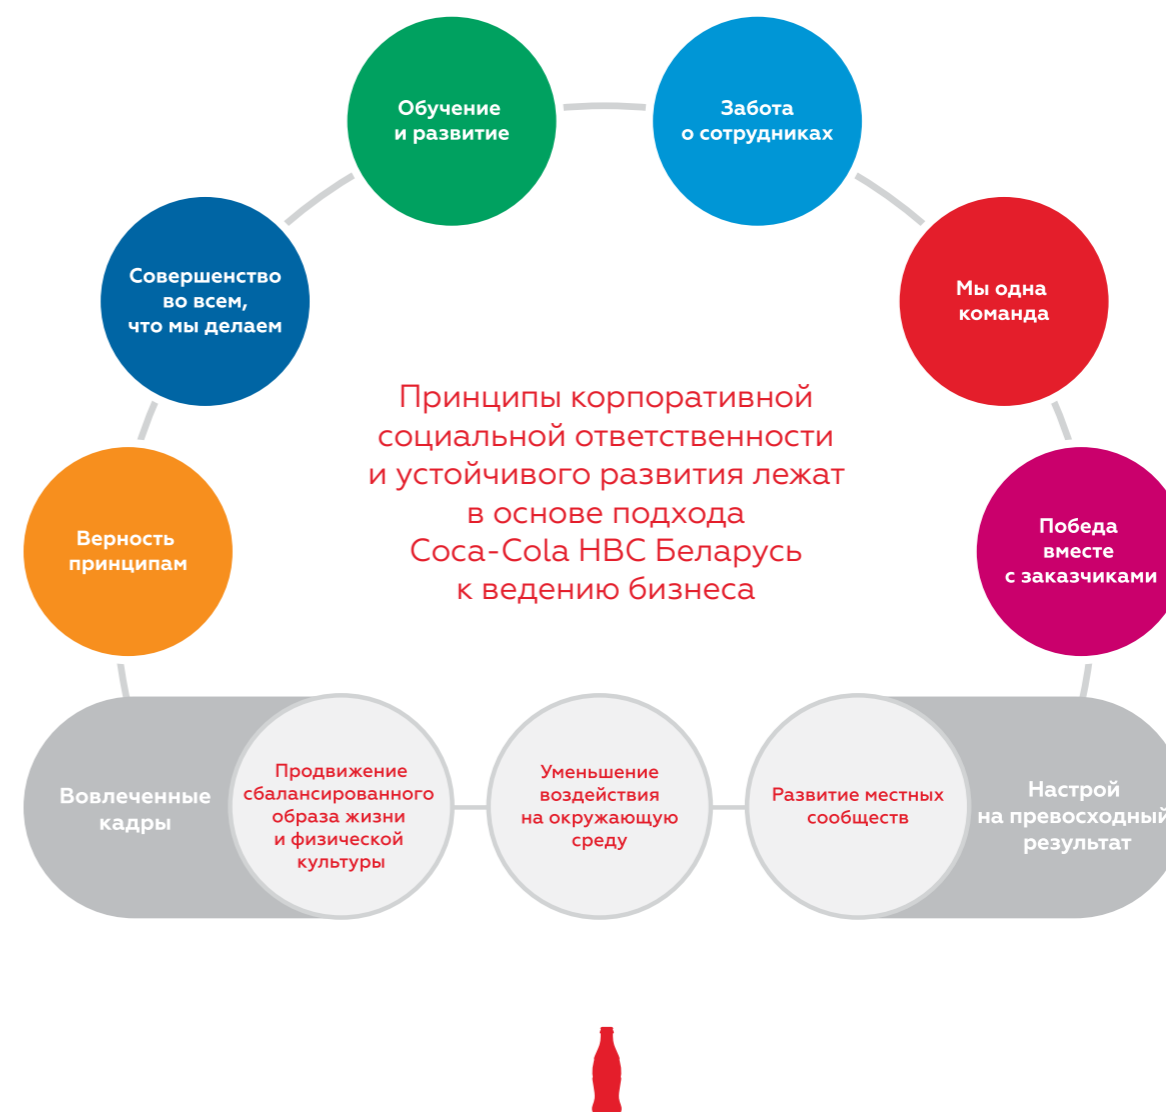 Обучение
и развитие
Забота
о сотрудниках
Совершенство
во всем,
что мы делаем
Мы одна
команда
Принципы корпоративной
социальной ответственности
и устойчивого развития лежат
в основе подхода
Coca-Cola HBC Беларусь
к ведению бизнеса
Верность
принципам
Победа
вместе
с заказчиками
Вовлеченные
кадры
Продвижение
сбалансированного
образа жизни
и физической
культуры
Уменьшение
воздействия
на окружающую
среду
Развитие местных
сообществ
Настрой
на превосходный
результат